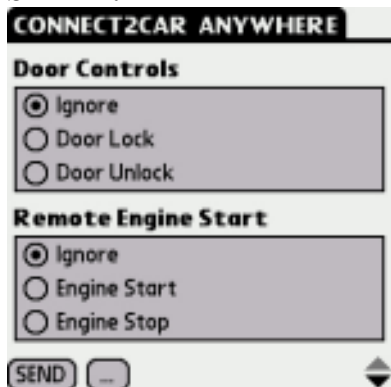 CONNECT2CAR ANYWHERE
Door Controls
Ignore
Door Lock
Door Unlock
Remote Engine Start
Ignore
Engine Start
Engine Stop
SEND ...